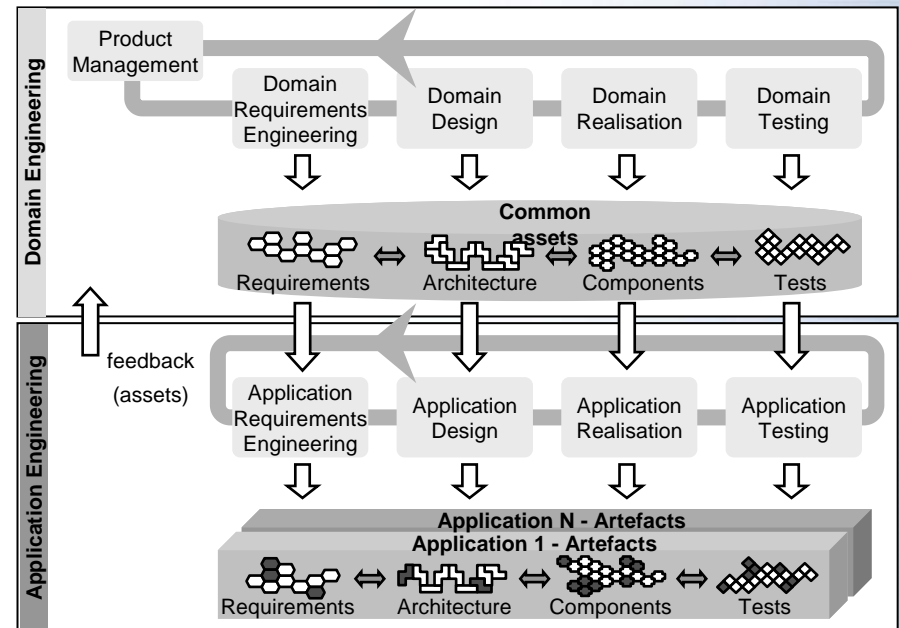 Domain Engineering
Product
Management
Domain
Requirements
Engineering
Domain
Design
Domain
Realisation
Domain
Testing
Common
assets
Requirements
Architecture
Components
Tests
feedback
(assets)
Application Engineering
Application
Requirements
Engineering
Application
Design
Application
Realisation
Application
Testing
Application N - Artefacts
Application 1 - Artefacts
Requirements
Architecture
Components
Tests